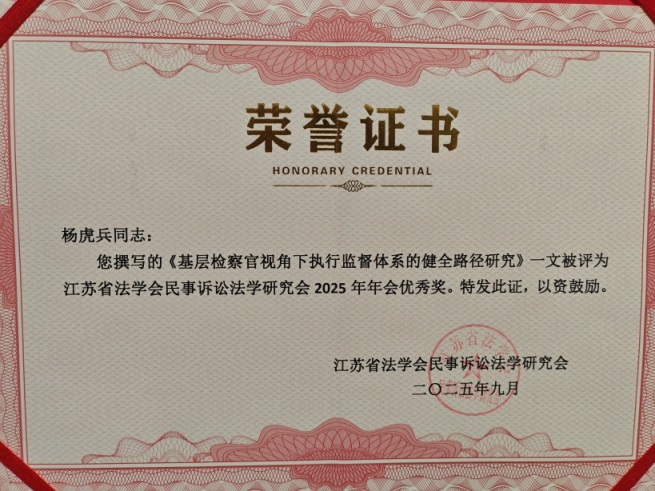 荣誉证书
HONORARY CREDENTIAL
杨虎兵同志：
您撰写的《基层检察官视角下执行监督体系的健全路径研究》一文被评为
江苏省法学会民事诉讼法学研究会 2025 年年会优秀奖。特发此证，以资鼓励。
江苏省法学会民事诉讼法学研究会
二〇二五年九月